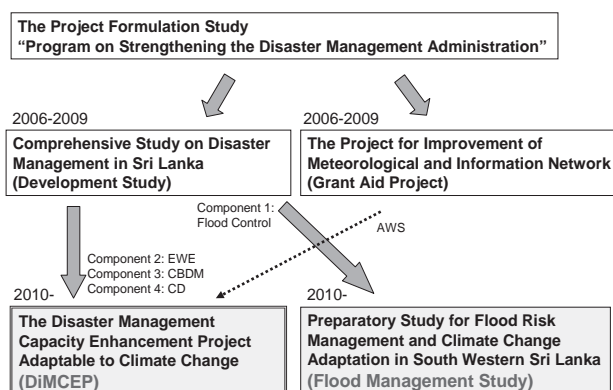 The Project Formulation Study
“Program on Strengthening the Disaster Management Administration”
2006-2009
Comprehensive Study on Disaster
Management in Sri Lanka
(Development Study)
2006-2009
The Project for Improvement of
Meteorological and Information Network
(Grant Aid Project)
Component 1:
Flood Control
AWS
Component 2: EWE
Component 3: CBDM
Component 4: CD
2010-
The Disaster Management
Capacity Enhancement Project
Adaptable to Climate Change
(DiMCEP)
2010-
Preparatory Study for Flood Risk
Management and Climate Change
Adaptation in South Western Sri Lanka
(Flood Management Study)